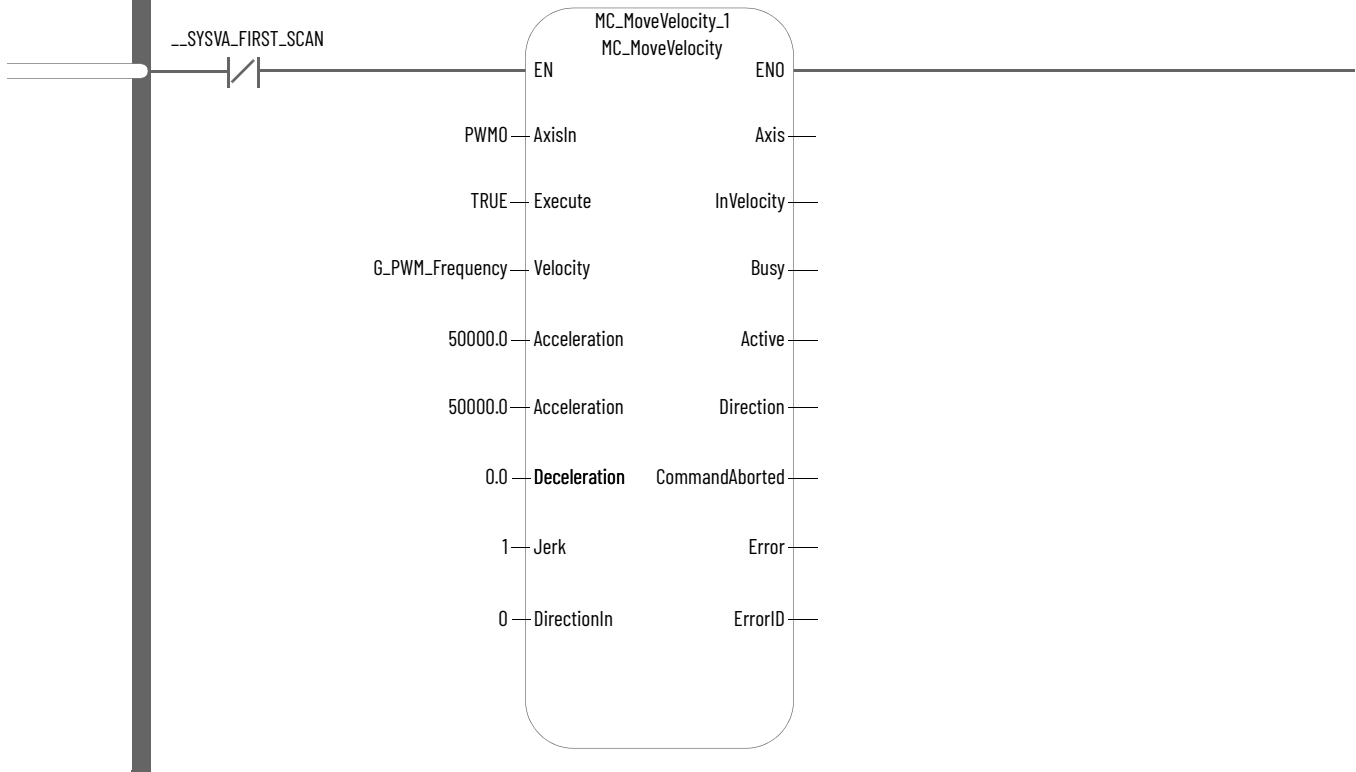 MC_MoveVelocity_1
__SYSVA_FIRST_SCAN
MC_MoveVelocity
EN ENO
PWM0 AxisIn Axis
TRUE Execute InVelocity
G_PWM_Frequency Velocity Busy
50000.0 Acceleration Active
50000.0 Acceleration Direction
0.0 Deceleration CommandAborted
1 Jerk Error
0 DirectionIn ErrorID